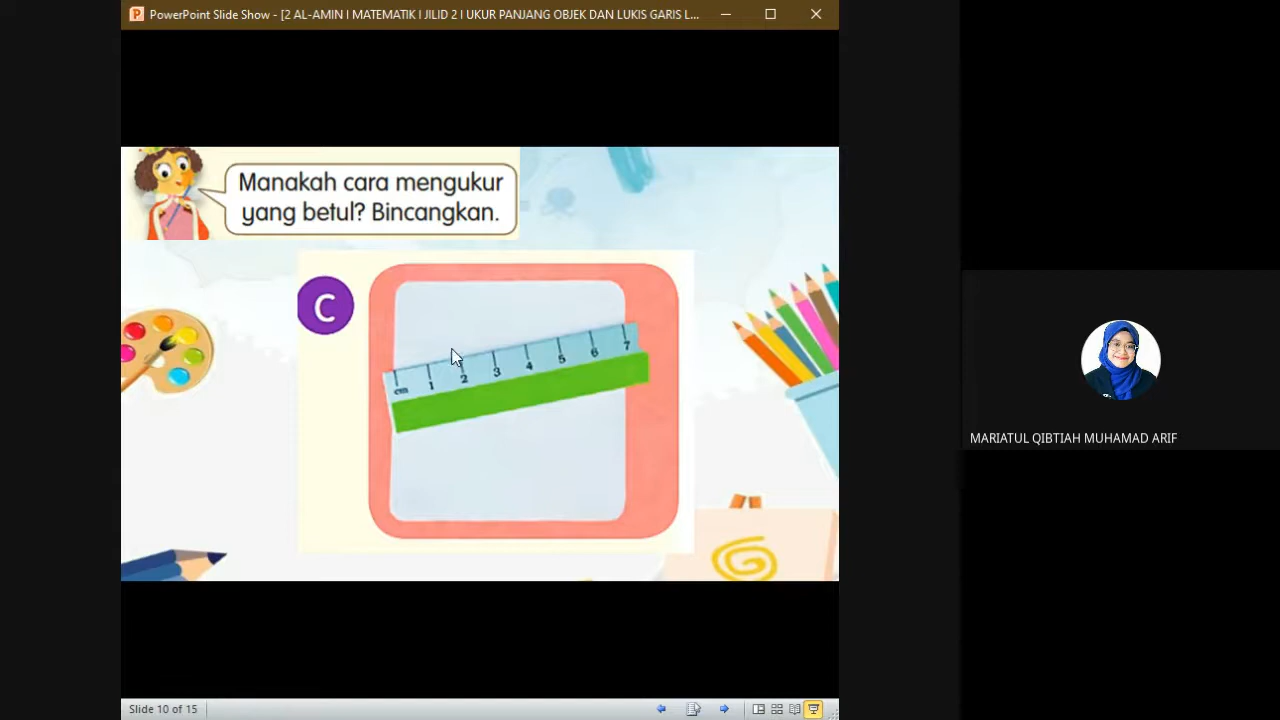 PowerPoint Slide Show - [2 AL-AMIN I MATEMATIK I JILID 2 I UKUR PANJANG OBJEK DAN LUKIS GARIS L...
Manakah cara mengukur
yang betul? Bincangkan.
C
cm 1 2 3 4 5 6 7
MARIATUL QIBTIAH MUHAMAD ARIF
Slide 10 of 15